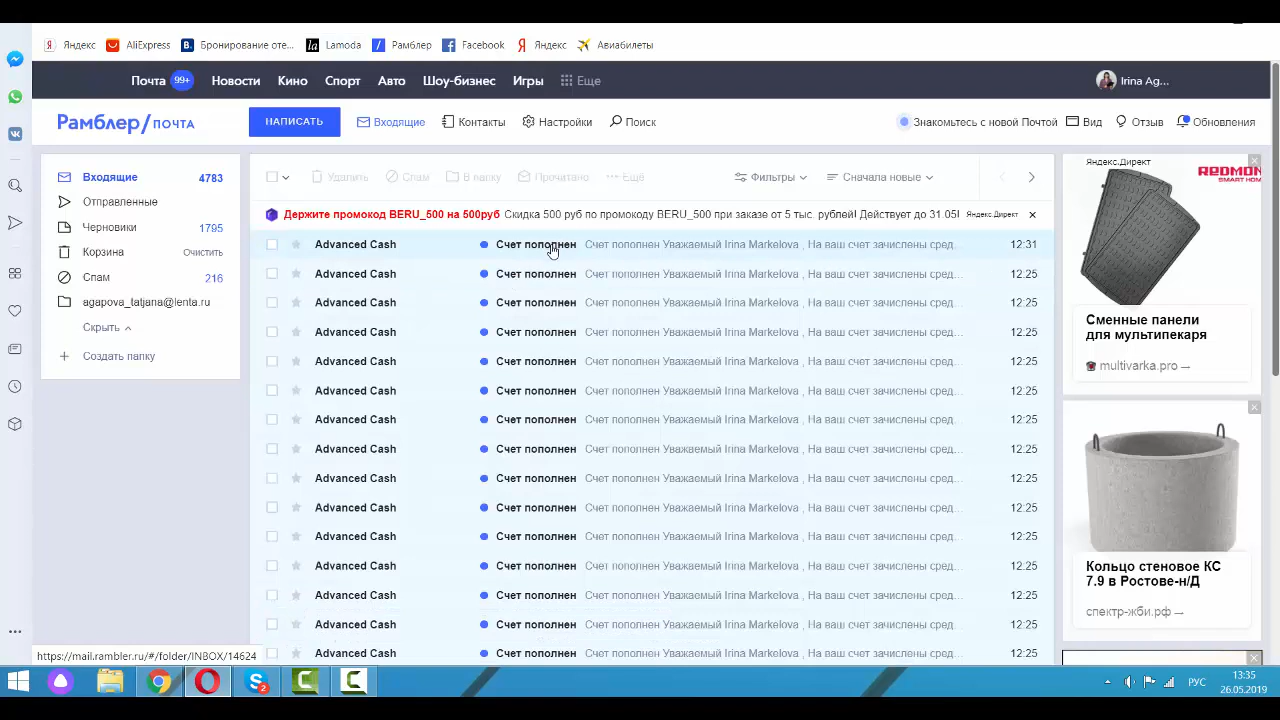 Яндекс AliExpress Бронирование оте... Lamoda Рамблер Facebook Яндекс Авиабилеты
Почта 99+ Новости Кино Спорт Авто Шоу-бизнес Игры Еще Irina Ag...
Рамблер/ПОЧТА НАПИСАТЬ Входящие Контакты Настройки Поиск Знакомьтесь с новой Почтой Вид Отзыв Обновления
Входящие 4783
Отправленные
Черновики 1795
Корзина Очистить
Спам 216
agapova_tatjana@lenta.ru
Скрыть
Создать папку
Удалить Спам В папку Прочитано Ещё Фильтры Сначала новые
Держите промокод BERU_500 на 500руб Скидка 500 руб по промокоду BERU_500 при заказе от 5 тыс. рублей! Действует до 31.05! Яндекс.Директ
Advanced Cash Счет пополнен Счет пополнен Уважаемый Irina Markelova , На ваш счет зачислены сред... 12:31
Advanced Cash Счет пополнен Счет пополнен Уважаемый Irina Markelova , На ваш счет зачислены сред... 12:25
Advanced Cash Счет пополнен Счет пополнен Уважаемый Irina Markelova , На ваш счет зачислены сред... 12:25
Advanced Cash Счет пополнен Счет пополнен Уважаемый Irina Markelova , На ваш счет зачислены сред... 12:25
Advanced Cash Счет пополнен Счет пополнен Уважаемый Irina Markelova , На ваш счет зачислены сред... 12:25
Advanced Cash Счет пополнен Счет пополнен Уважаемый Irina Markelova , На ваш счет зачислены сред... 12:25
Advanced Cash Счет пополнен Счет пополнен Уважаемый Irina Markelova , На ваш счет зачислены сред... 12:25
Advanced Cash Счет пополнен Счет пополнен Уважаемый Irina Markelova , На ваш счет зачислены сред... 12:25
Advanced Cash Счет пополнен Счет пополнен Уважаемый Irina Markelova , На ваш счет зачислены сред... 12:25
Advanced Cash Счет пополнен Счет пополнен Уважаемый Irina Markelova , На ваш счет зачислены сред... 12:25
Advanced Cash Счет пополнен Счет пополнен Уважаемый Irina Markelova , На ваш счет зачислены сред... 12:25
Advanced Cash Счет пополнен Счет пополнен Уважаемый Irina Markelova , На ваш счет зачислены сред... 12:25
Advanced Cash Счет пополнен Счет пополнен Уважаемый Irina Markelova , На ваш счет зачислены сред... 12:25
Advanced Cash Счет пополнен Счет пополнен Уважаемый Irina Markelova , На ваш счет зачислены сред... 12:25
Advanced Cash Счет пополнен Счет пополнен Уважаемый Irina Markelova , На ваш счет зачислены сред... 12:25
Яндекс.Директ
REDMOND
SMART HOME
Сменные панели
для мультипекаря
multivarka.pro →
Кольцо стеновое КС
7.9 в Ростове-н/Д
спектр-жби.рф →
https://mail.rambler.ru/#/folder/INBOX/14624
2
РУС
13:35
26.05.2019